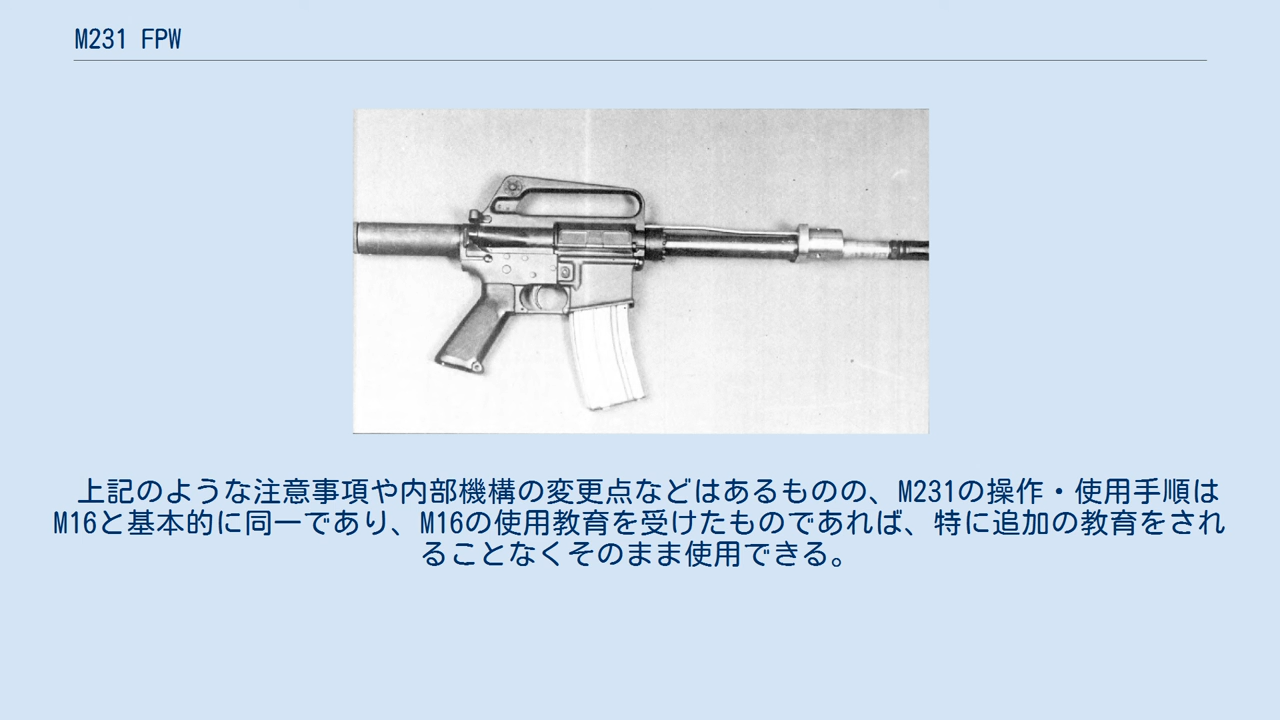 M231 FPW
上記のような注意事項や内部機構の変更点などはあるものの、M231の操作・使用手順は
M16と基本的に同一であり、M16の使用教育を受けたものであれば、特に追加の教育をされ
ることなくそのまま使用できる。